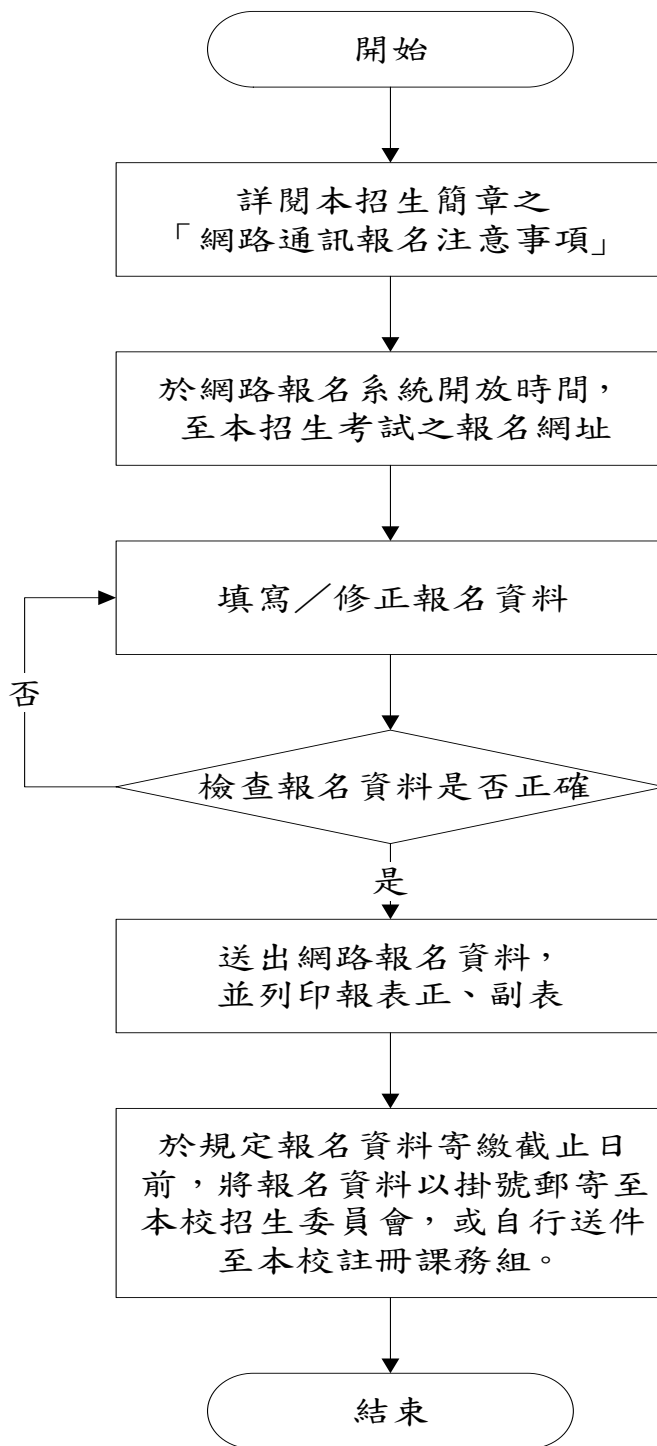 開始
詳閱本招生簡章之
「網路通訊報名注意事項」
於網路報名系統開放時間，
至本招生考試之報名網址
填寫／修正報名資料
否
檢查報名資料是否正確
是
送出網路報名資料，
並列印報表正、副表
於規定報名資料寄繳截止日
前，將報名資料以掛號郵寄至
本校招生委員會，或自行送件
至本校註冊課務組。
結束